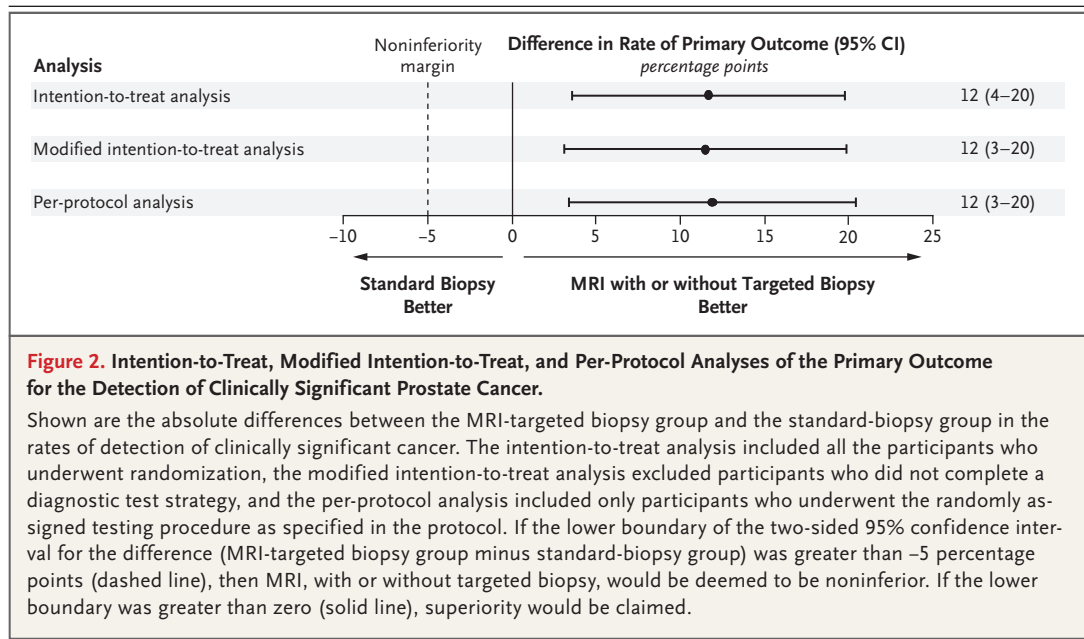 Noninferiority margin
Difference in Rate of Primary Outcome (95% CI)
percentage points
Analysis
Intention-to-treat analysis 12 (4–20)
Modified intention-to-treat analysis 12 (3–20)
Per-protocol analysis 12 (3–20)
–10 –5 0 5 10 15 20 25
Standard Biopsy Better
MRI with or without Targeted Biopsy Better
Figure 2. Intention-to-Treat, Modified Intention-to-Treat, and Per-Protocol Analyses of the Primary Outcome
for the Detection of Clinically Significant Prostate Cancer.
Shown are the absolute differences between the MRI-targeted biopsy group and the standard-biopsy group in the
rates of detection of clinically significant cancer. The intention-to-treat analysis included all the participants who
underwent randomization, the modified intention-to-treat analysis excluded participants who did not complete a
diagnostic test strategy, and the per-protocol analysis included only participants who underwent the randomly as-
signed testing procedure as specified in the protocol. If the lower boundary of the two-sided 95% confidence inter-
val for the difference (MRI-targeted biopsy group minus standard-biopsy group) was greater than –5 percentage
points (dashed line), then MRI, with or without targeted biopsy, would be deemed to be noninferior. If the lower
boundary was greater than zero (solid line), superiority would be claimed.